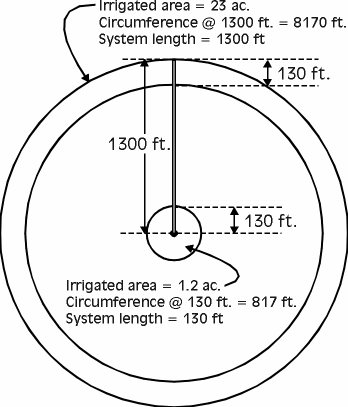 Irrigated area = 23 ac.
Circumference @ 1300 ft. = 8170 ft.
System length = 1300 ft
130 ft.
1300 ft.
130 ft.
Irrigated area = 1.2 ac.
Circumference @ 130 ft. = 817 ft.
System length = 130 ft